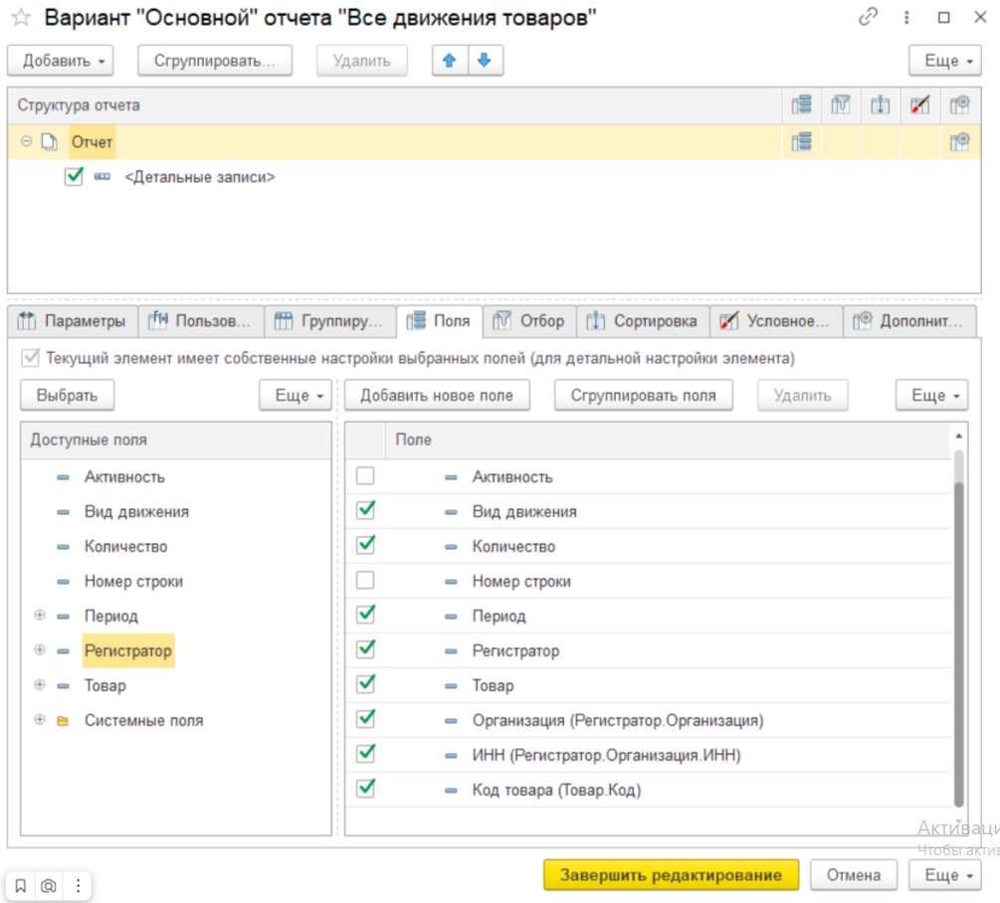 Вариант "Основной" отчета "Все движения товаров"
Добавить Сгруппировать... Удалить Еще
Структура отчета
Отчет
<Детальные записи>
Параметры Пользов... Группиру... Поля Отбор Сортировка Условное... Дополнит...
Текущий элемент имеет собственные настройки выбранных полей (для детальной настройки элемента)
Выбрать Еще Добавить новое поле Сгруппировать поля Удалить Еще
Доступные поля Поле
Активность Активность
Вид движения Вид движения
Количество Количество
Номер строки Номер строки
Период Период
Регистратор Регистратор
Товар Товар
Системные поля Организация (Регистратор.Организация)
ИНН (Регистратор.Организация.ИНН)
Код товара (Товар.Код)
Активаци
Чтобы актив
Завершить редактирование Отмена Еще